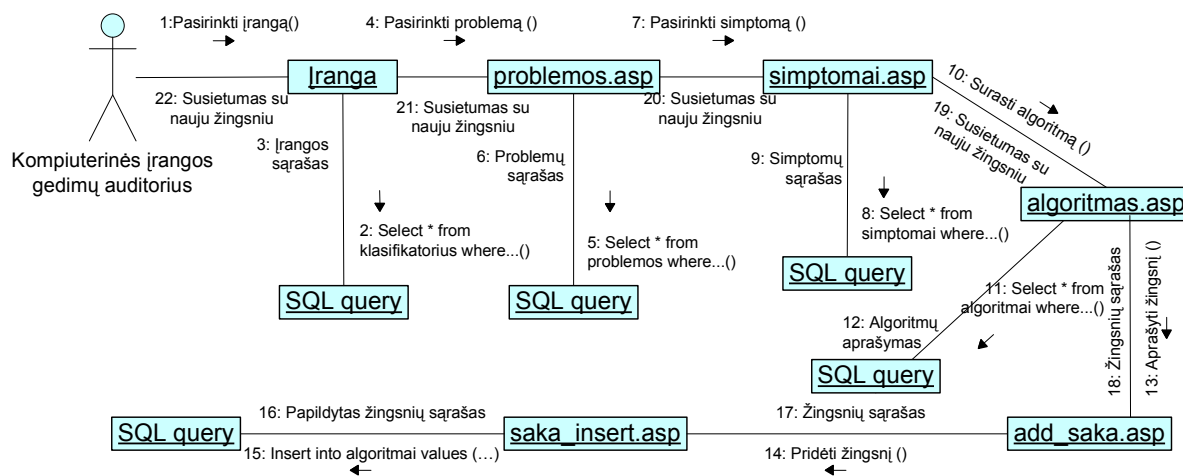 1:Pasirinkti įrangą()
4: Pasirinkti problemą ()
7: Pasirinkti simptomą ()
Įranga
problemos.asp
simptomai.asp
10: Surasti algoritmą ()
22: Susietumas su
nauju žingsniu
21: Susietumas su
nauju žingsniu
20: Susietumas su
nauju žingsniu
19: Susietumas su
nauju žingsniu
Kompiuterinės įrangos
gedimų auditorius
3: Įrangos
sąrašas
6: Problemų
sąrašas
9: Simptomų
sąrašas
algoritmas.asp
2: Select * from
klasifikatorius where...()
5: Select * from
problemos where...()
8: Select * from
simptomai where...()
SQL query
SQL query
SQL query
11: Select * from
algoritmai where...()
12: Algoritmų
aprašymas
18: Žingsnių sąrašas
13: Aprašyti žingsnį ()
SQL query
16: Papildytas žingsnių sąrašas
17: Žingsnių sąrašas
SQL query
saka_insert.asp
add_saka.asp
15: Insert into algoritmai values (...)
14: Pridėti žingsnį ()